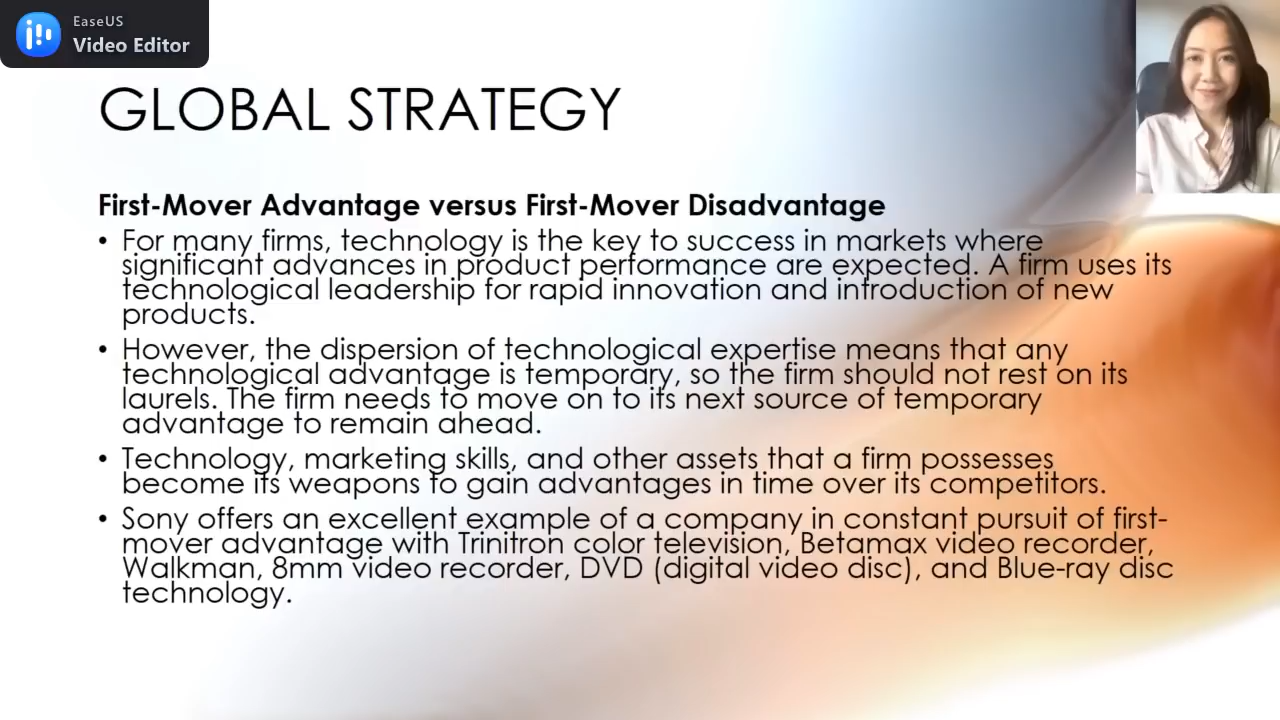 EaseUS
Video Editor
GLOBAL STRATEGY
First-Mover Advantage versus First-Mover Disadvantage
• For many firms, technology is the key to success in markets where
significant advances in product performance are expected. A firm uses its
technological leadership for rapid innovation and introduction of new
products.
• However, the dispersion of technological expertise means that any
technological advantage is temporary, so the firm should not rest on its
laurels. The firm needs to move on to its next source of temporary
advantage to remain ahead.
• Technology, marketing skills, and other assets that a firm possesses
become its weapons to gain advantages in time over its competitors.
• Sony offers an excellent example of a company in constant pursuit of first-
mover advantage with Trinitron color television, Betamax video recorder,
Walkman, 8mm video recorder, DVD (digital video disc), and Blue-ray disc
technology.